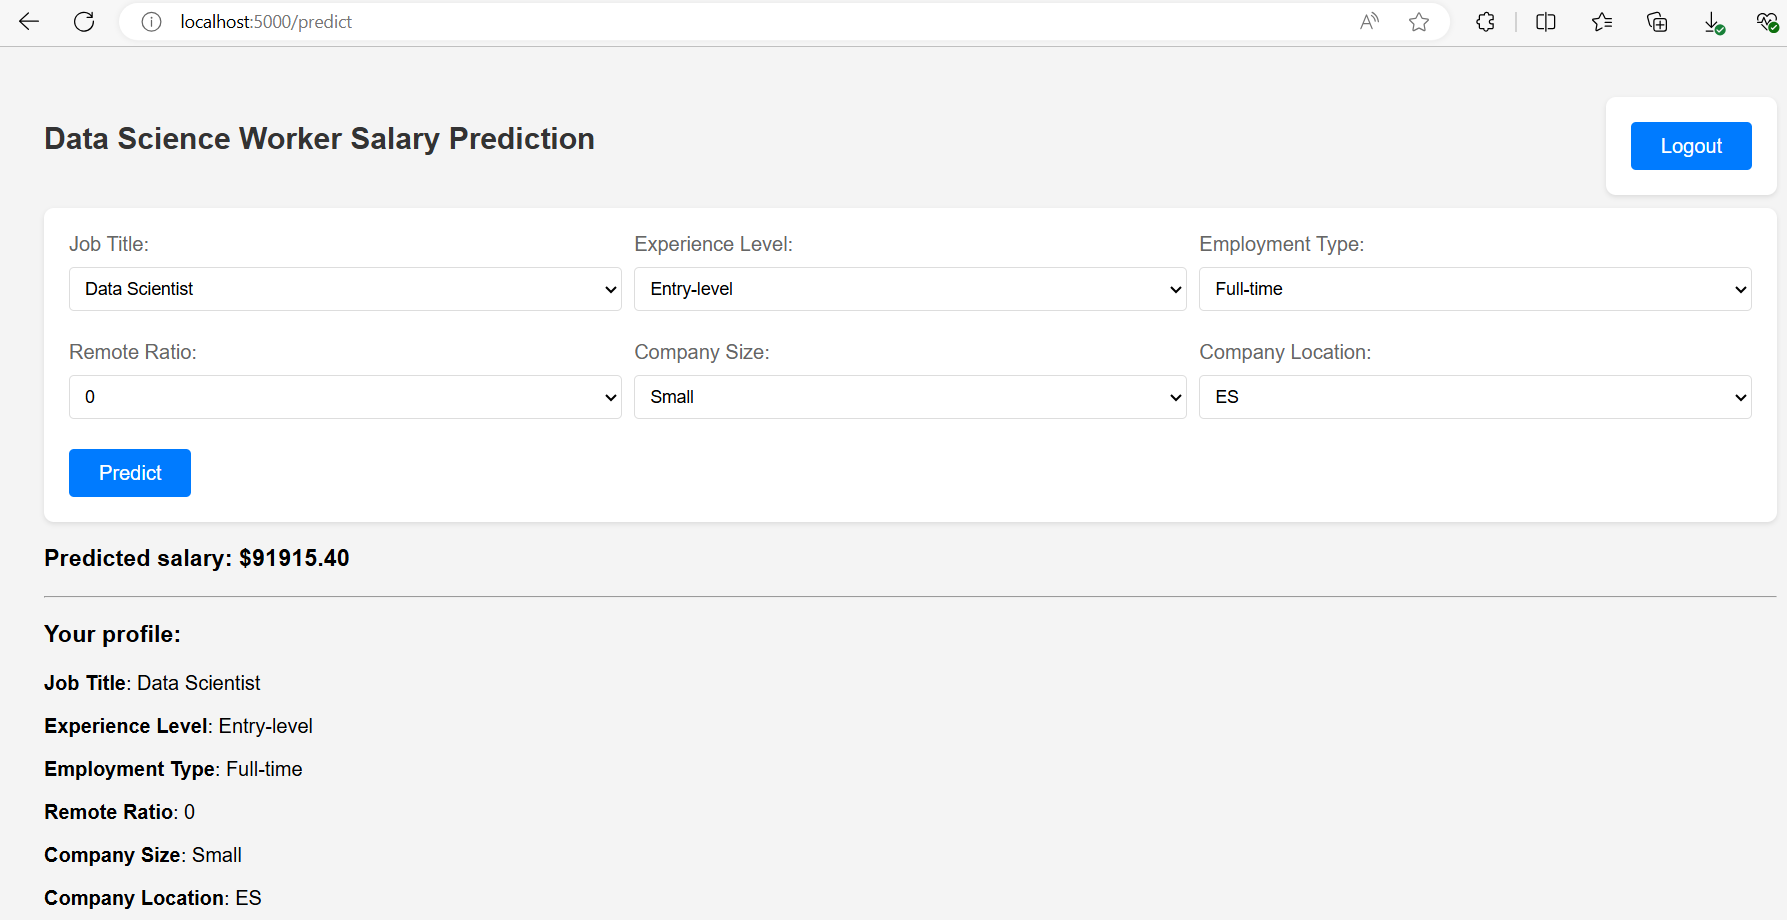 localhost:5000/predict
Data Science Worker Salary Prediction
Logout
Job Title: Experience Level: Employment Type:
Data Scientist Entry-level Full-time
Remote Ratio: Company Size: Company Location:
0 Small ES
Predict
Predicted salary: $91915.40
Your profile:
Job Title: Data Scientist
Experience Level: Entry-level
Employment Type: Full-time
Remote Ratio: 0
Company Size: Small
Company Location: ES